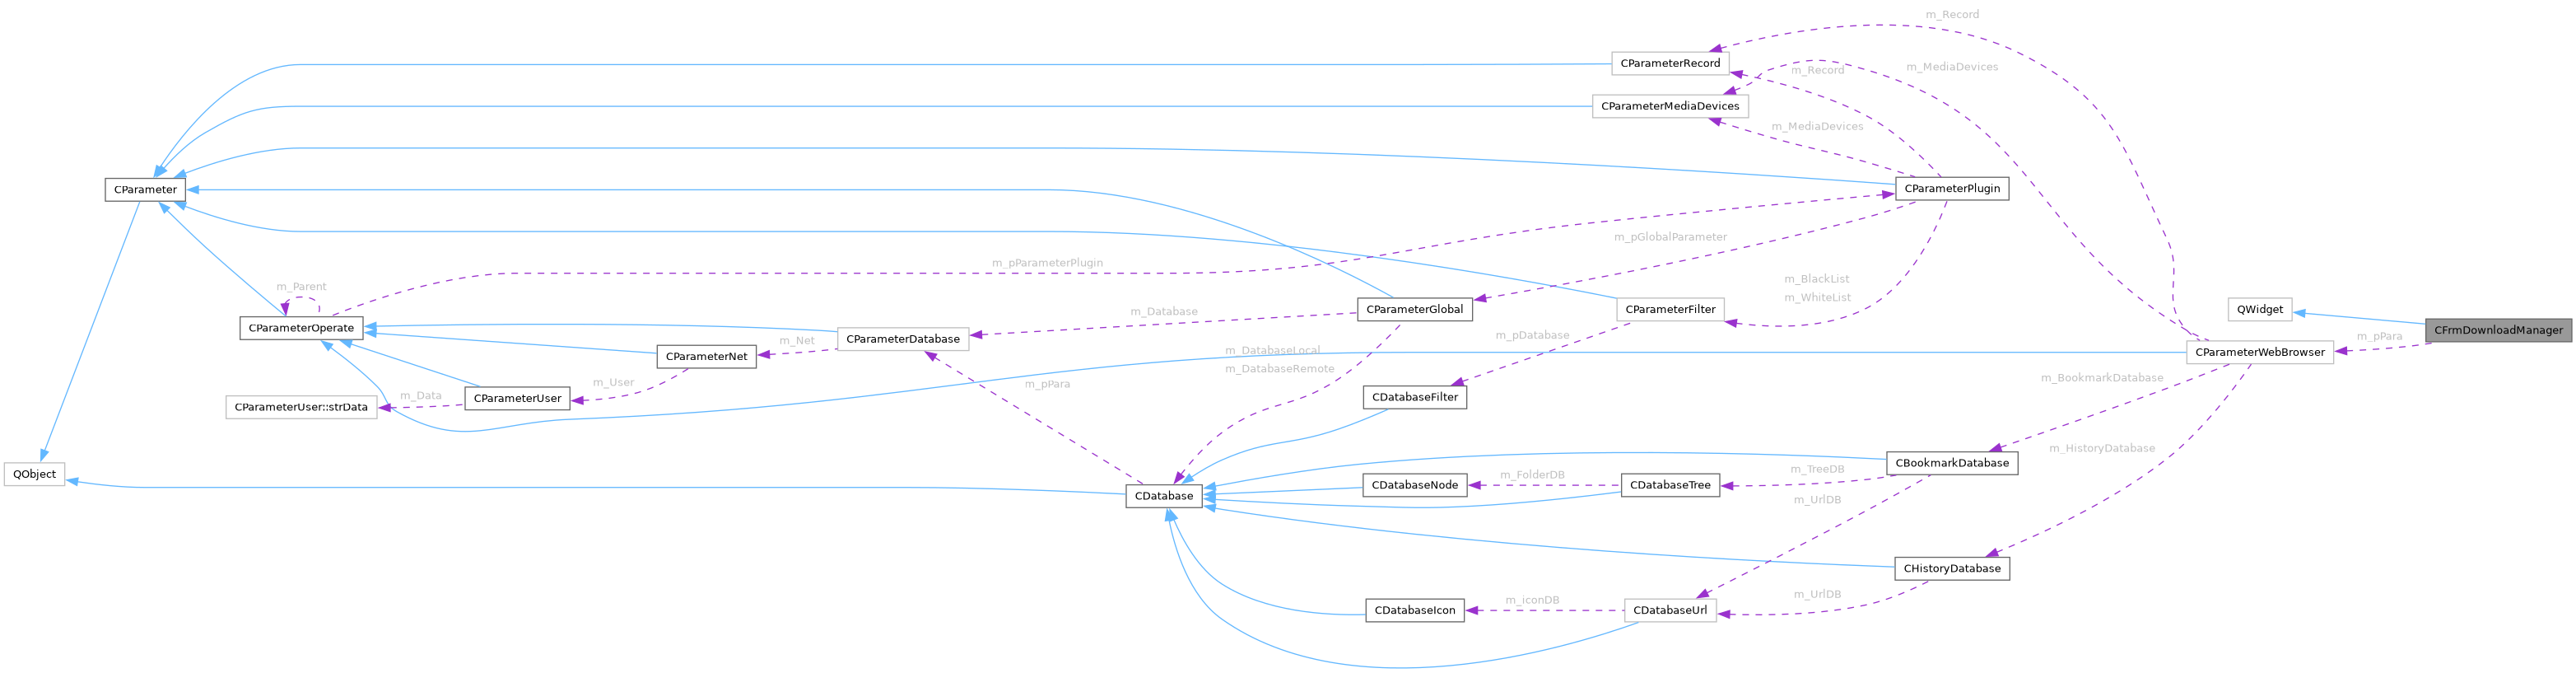 m_Record
CParameterRecord
m_Record
m_MediaDevices
CParameterMediaDevices
m_MediaDevices
CParameter
CParameterPlugin
m_pGlobalParameter
m_pParameterPlugin
m_BlackList
m_WhiteList
m_Parent
CParameterOperate
m_Database
CParameterGlobal
CParameterFilter
QWidget
CFrmDownloadManager
m_pPara
m_Net
CParameterDatabase
m_pDatabase
CParameterNet
m_DatabaseLocal
m_DatabaseRemote
CParameterWebBrowser
m_User
m_pPara
m_BookmarkDatabase
m_Data
CParameterUser
CParameterUser::strData
CDatabaseFilter
m_HistoryDatabase
QObject
CBookmarkDatabase
m_FolderDB
m_TreeDB
CDatabaseNode
CDatabaseTree
CDatabase
m_UrlDB
CHistoryDatabase
m_UrlDB
m_iconDB
CDatabaseIcon
CDatabaseUrl